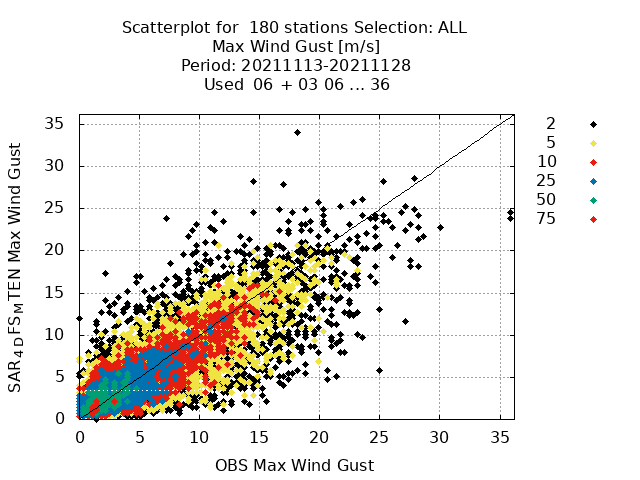 Scatterplot for 180 stations Selection: ALL
Max Wind Gust [m/s]
Period: 20211113-20211128
Used 06 + 03 06 ... 36
SAR4DFSMTEN Max Wind Gust
35
30
25
20
15
10
5
0
0 5 10 15 20 25 30 35
OBS Max Wind Gust
2
5
10
25
50
75